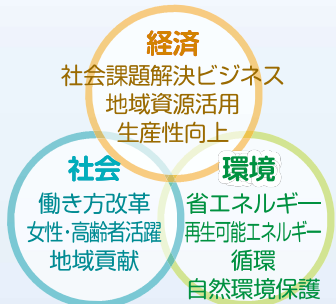 経済
社会課題解決ビジネス
地域資源活用
生産性向上
社会
働き方改革
女性・高齢者活躍
地域貢献
環境
省エネルギー
再生可能エネルギー
循環
自然環境保護